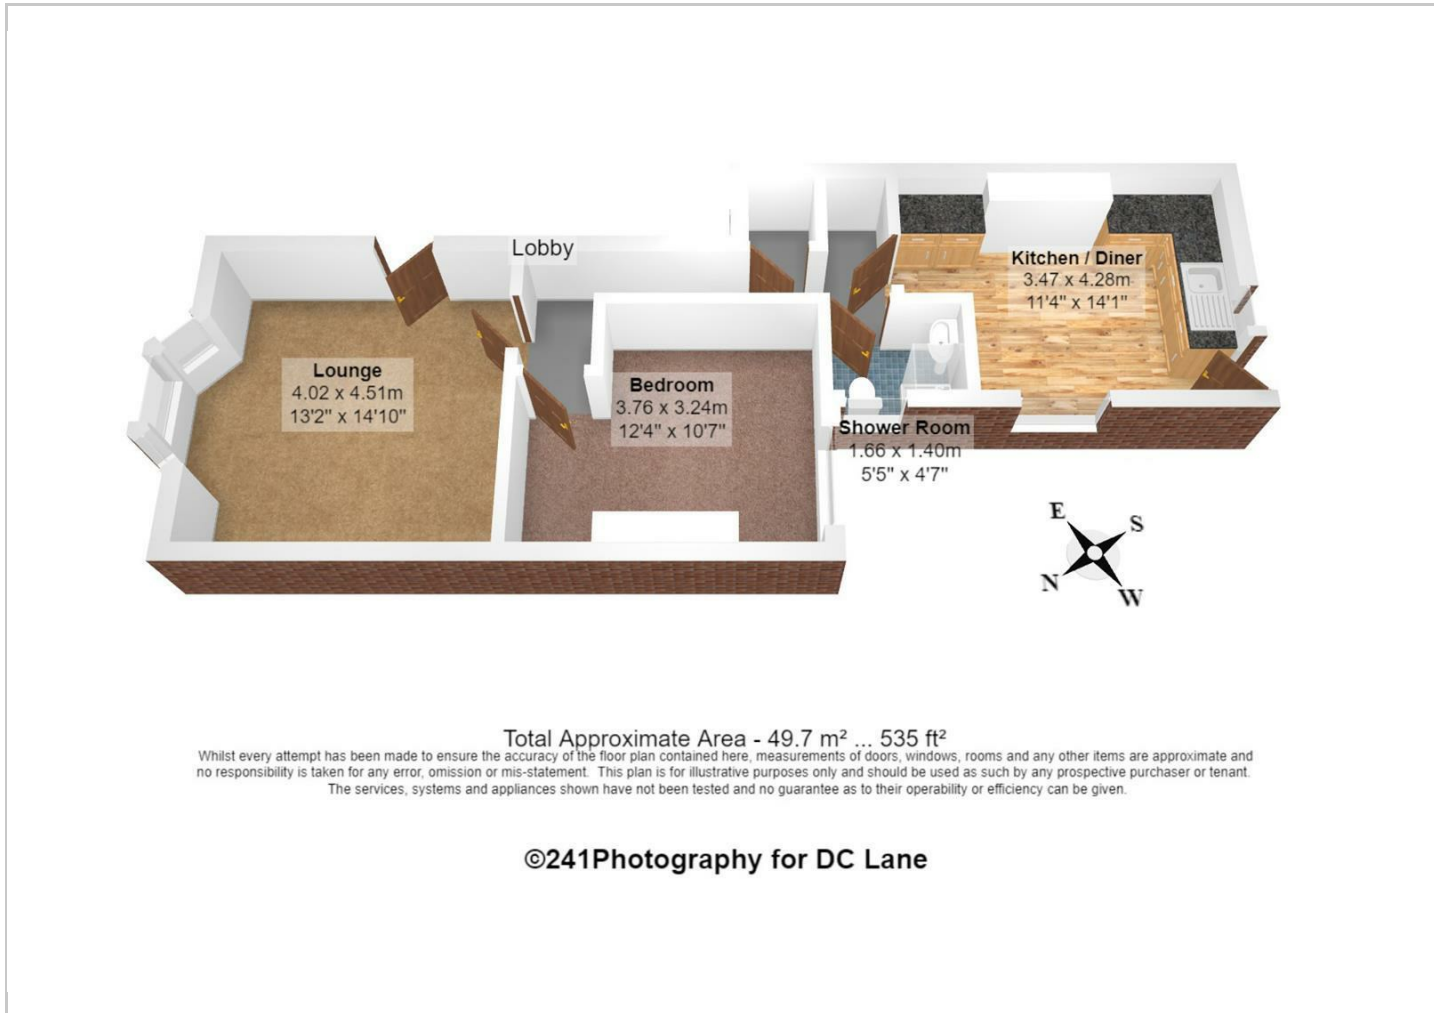 Lobby
Kitchen / Diner
3.47 x 4.28m
11'4" x 14'1"
Lounge
4.02 x 4.51m
13'2" x 14'10"
Bedroom
3.76 x 3.24m
12'4" x 10'7"
Shower Room
1.66 x 1.40m
5'5" x 4'7"
E
S
N
W
Total Approximate Area - 49.7 m² ... 535 ft²
Whilst every attempt has been made to ensure the accuracy of the floor plan contained here, measurements of doors, windows, rooms and any other items are approximate and
no responsibility is taken for any error, omission or mis-statement. This plan is for illustrative purposes only and should be used as such by any prospective purchaser or tenant.
The services, systems and appliances shown have not been tested and no guarantee as to their operability or efficiency can be given.
©241Photography for DC Lane